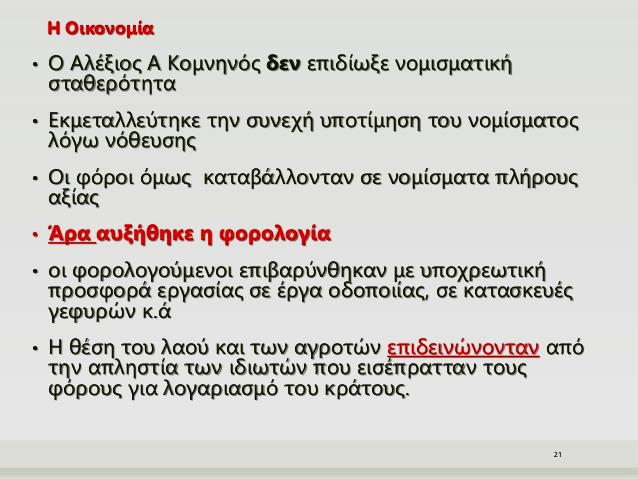 Η Οικονομία
• Ο Αλέξιος Α Κομνηνός δεν επιδίωξε νομισματική
σταθερότητα
• Εκμεταλλεύτηκε την συνεχή υποτίμηση του νομίσματος
λόγω νόθευσης
• Οι φόροι όμως καταβάλλονταν σε νομίσματα πλήρους
αξίας
• Άρα αυξήθηκε η φορολογία
• οι φορολογούμενοι επιβαρύνθηκαν με υποχρεωτική
προσφορά εργασίας σε έργα οδοποιίας, σε κατασκευές
γεφυρών κ.ά
• Η θέση του λαού και των αγροτών επιδεινώνονταν από
την απληστία των ιδιωτών που εισέπρατταν τους
φόρους για λογαριασμό του κράτους.
21